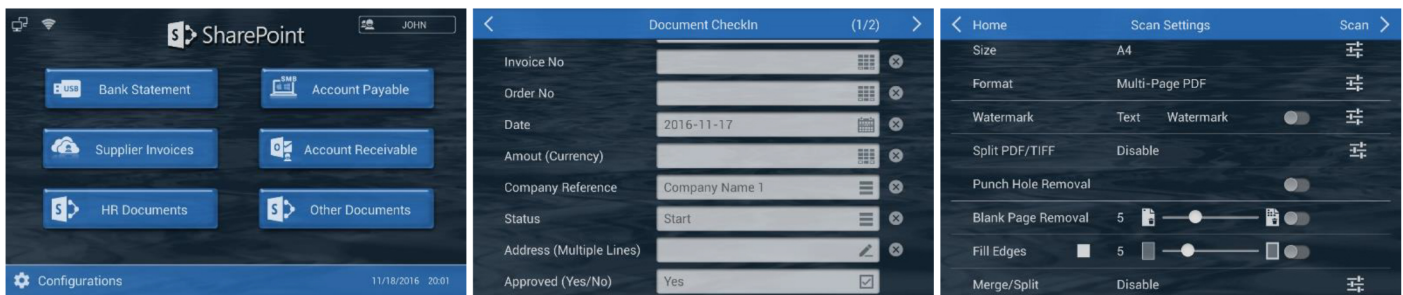 SharePoint
JOHN
USB Bank Statement
SMB Account Payable
Supplier Invoices
Account Receivable
S HR Documents
S Other Documents
Configurations
11/18/2016 20:01
Document CheckIn (1/2)
Invoice No
Order No
Date 2016-11-17
Amout (Currency)
Company Reference Company Name 1
Status Start
Address (Multiple Lines)
Approved (Yes/No) Yes
Home Scan Settings Scan
Size A4
Format Multi-Page PDF
Watermark Text Watermark
Split PDF/TIFF Disable
Punch Hole Removal
Blank Page Removal 5
Fill Edges 5
Merge/Split Disable